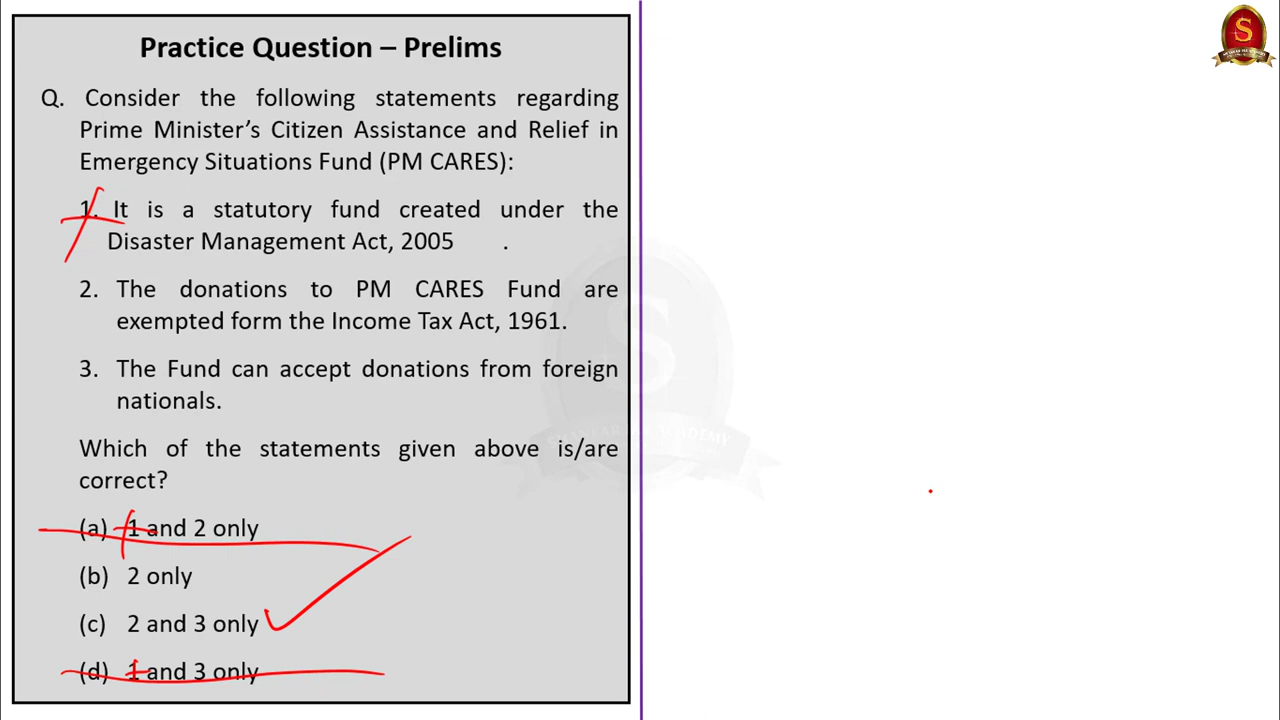 Practice Question – Prelims
Q. Consider the following statements regarding
Prime Minister’s Citizen Assistance and Relief in
Emergency Situations Fund (PM CARES):
1. It is a statutory fund created under the
Disaster Management Act, 2005 .
2. The donations to PM CARES Fund are
exempted form the Income Tax Act, 1961.
3. The Fund can accept donations from foreign
nationals.
Which of the statements given above is/are
correct?
(a) 1 and 2 only
(b) 2 only
(c) 2 and 3 only
(d) 1 and 3 only
S